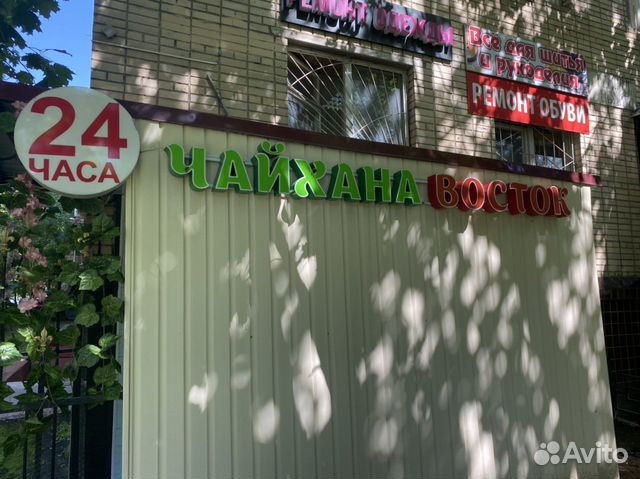 РЕМОНТ ОДЕЖДЫ
Все для шитья
и рукоделия
РЕМОНТ ОБУВИ
24
ЧАСА
ЧАЙХАНА ВОСТОК
Avito